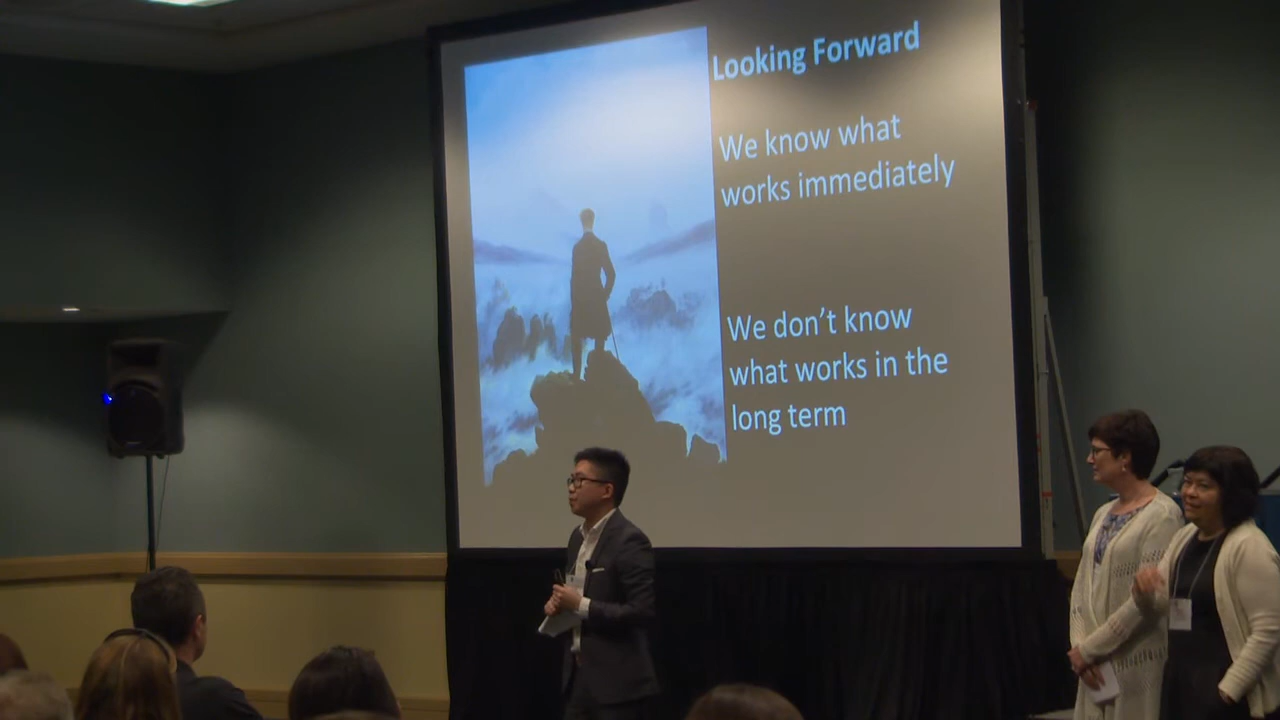 Looking Forward
We know what
works immediately
We don't know
what works in the
long term